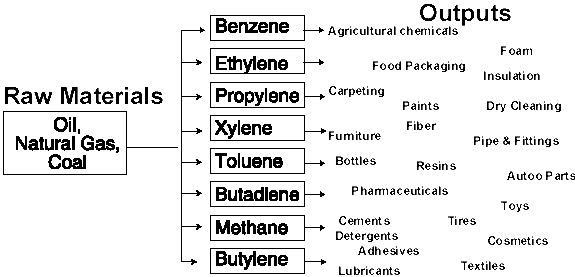 Outputs
Raw Materials
Oil,
Natural Gas,
Coal
Benzene
Ethylene
Propylene
Xylene
Toluene
Butadlene
Methane
Butylene
Agricultural chemicals
Foam
Food Packaging
Insulation
Carpeting
Paints
Dry Cleaning
Fiber
Furniture
Pipe & Fittings
Bottles
Resins
Autoo Parts
Pharmaceuticals
Toys
Cements
Tires
Detergents
Cosmetics
Adhesives
Lubricants
Textiles